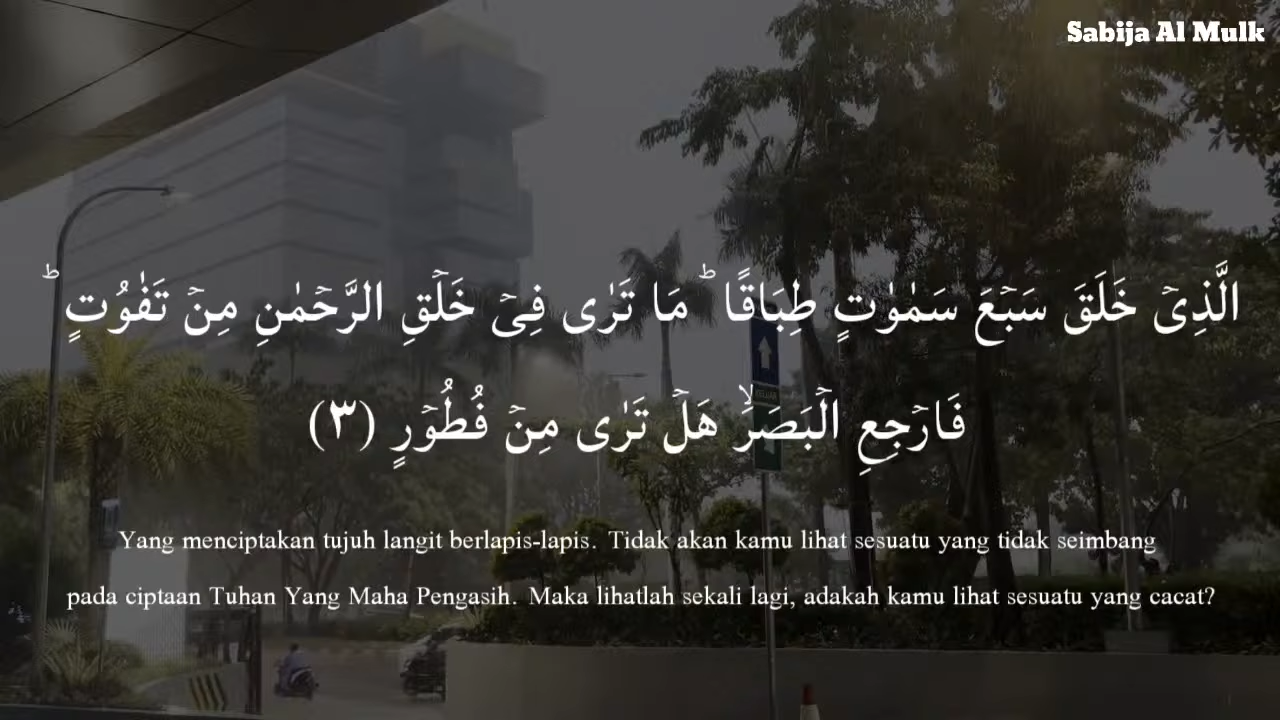 Sabija Al Mulk
الَّذِىۡ خَلَقَ سَبۡعَ سَمٰوٰتٍ طِبَاقًا‌ ؕ مَا تَرٰى فِىۡ خَلۡقِ الرَّحۡمٰنِ مِنۡ تَفٰوُتٍ‌ ؕ
فَارۡجِعِ الۡبَصَرَۙ هَلۡ تَرٰى مِنۡ فُطُوۡرٍ (٣)
Yang menciptakan tujuh langit berlapis-lapis. Tidak akan kamu lihat sesuatu yang tidak seimbang
pada ciptaan Tuhan Yang Maha Pengasih. Maka lihatlah sekali lagi, adakah kamu lihat sesuatu yang cacat?